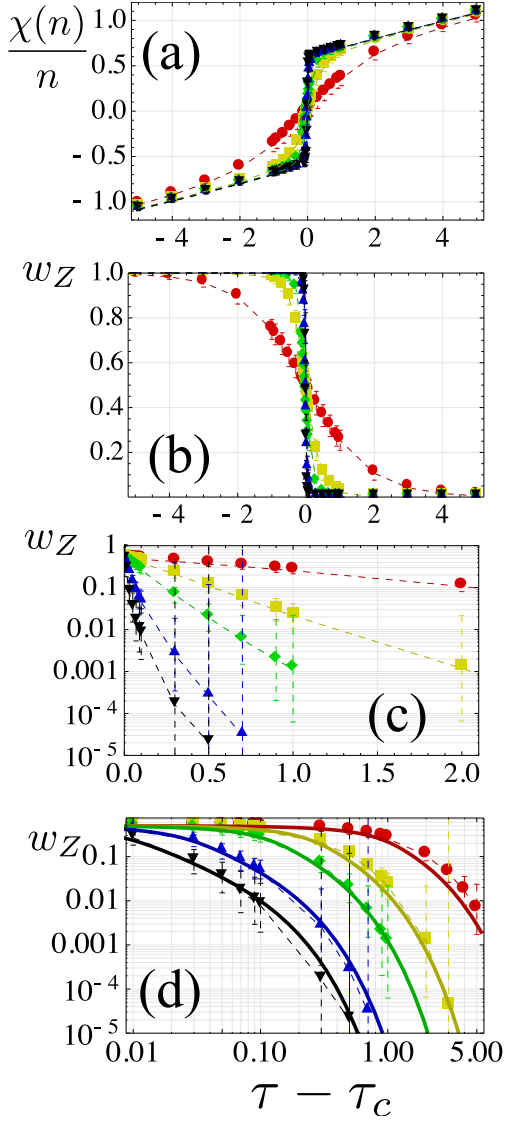 χ(n)
n
(a)
1.0
0.5
0.0
- 0.5
- 1.0
- 4 - 2 0 2 4
w_Z
(b)
1.0
0.8
0.6
0.4
0.2
- 4 - 2 0 2 4
w_Z
(c)
1
0.1
0.01
0.001
10^-4
10^-5
0.0 0.5 1.0 1.5 2.0
w_Z
(d)
0.1
0.01
0.001
10^-4
10^-5
0.01 0.10 1.00 5.00
τ − τ_c